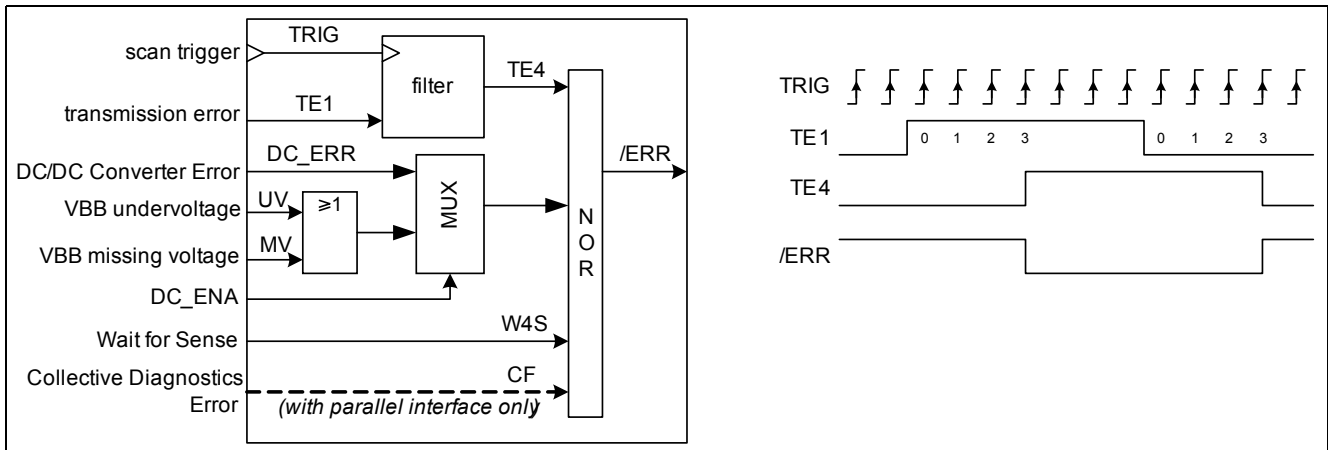 scan trigger
TRIG
transmission error
TE1
filter
TE4
DC/DC Converter Error
DC_ERR
VBB undervoltage
UV
VBB missing voltage
MV
≥1
MUX
DC_ENA
Wait for Sense
W4S
Collective Diagnostics
Error
CF
(with parallel interface only)
N
O
R
/ERR
TRIG
TE1
0 1 2 3 0 1 2 3
TE4
/ERR